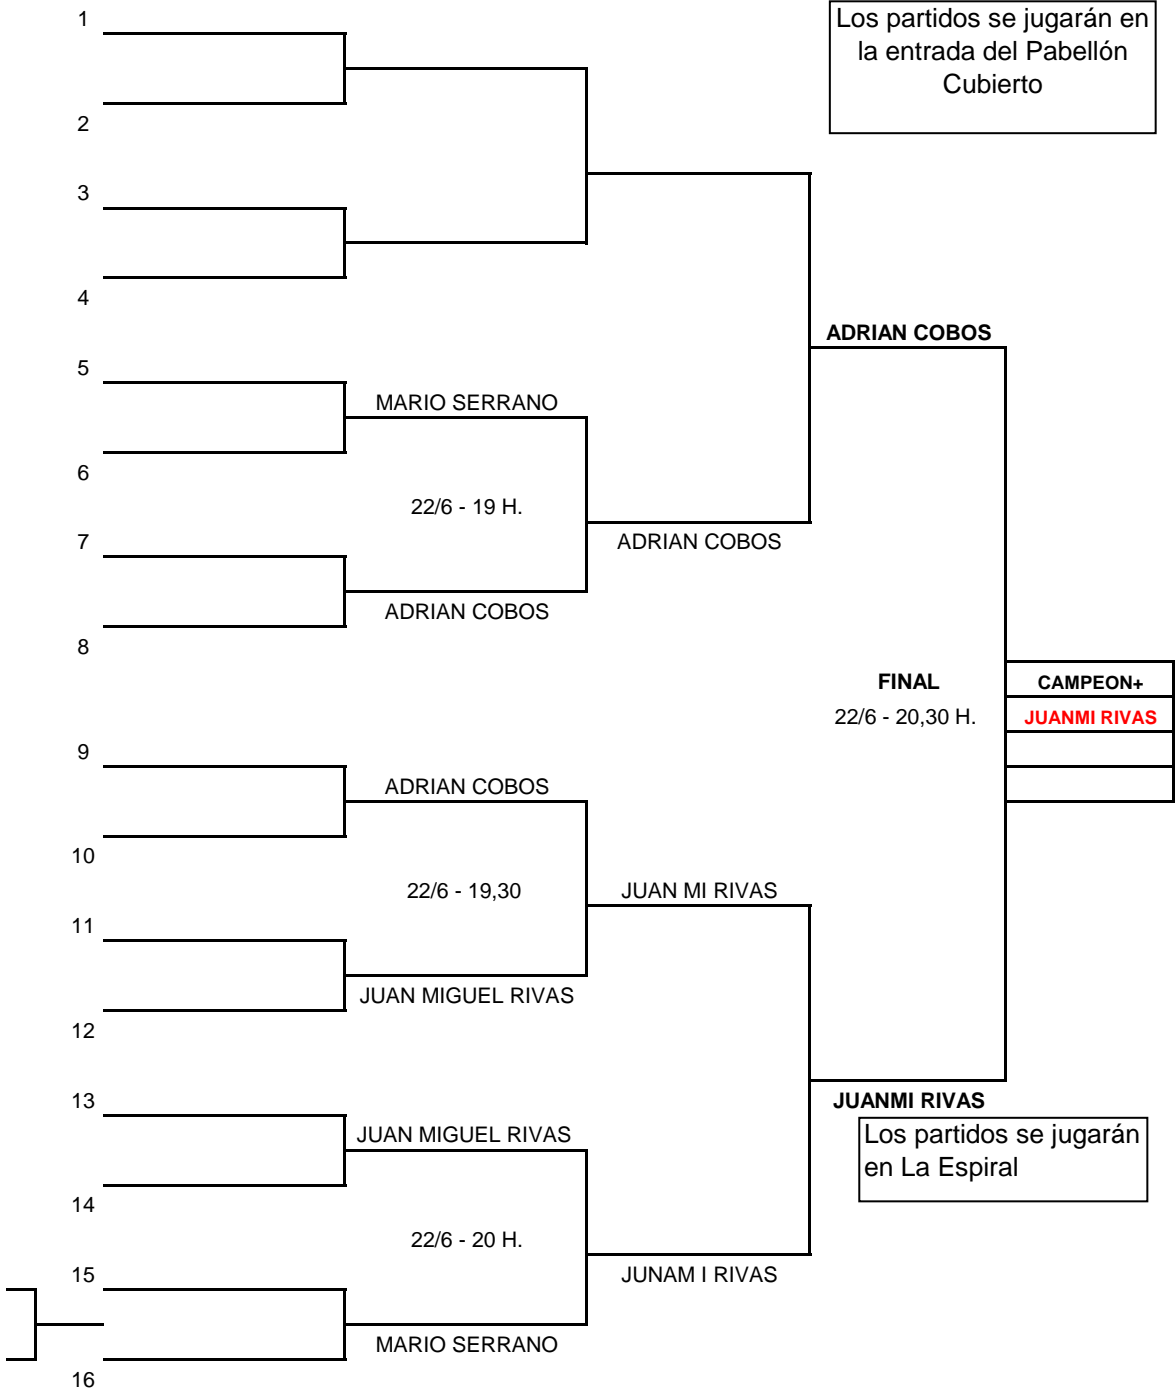 1
Los partidos se jugarán en
la entrada del Pabellón
Cubierto
2
3
4
ADRIAN COBOS
5
MARIO SERRANO
6
22/6 - 19 H.
7
ADRIAN COBOS
ADRIAN COBOS
8
FINAL
CAMPEON+
22/6 - 20,30 H.
JUANMI RIVAS
9
ADRIAN COBOS
10
22/6 - 19,30
JUAN MI RIVAS
11
JUAN MIGUEL RIVAS
12
13
JUANMI RIVAS
Los partidos se jugarán
en La Espiral
JUAN MIGUEL RIVAS
14
22/6 - 20 H.
15
JUNAM I RIVAS
MARIO SERRANO
16